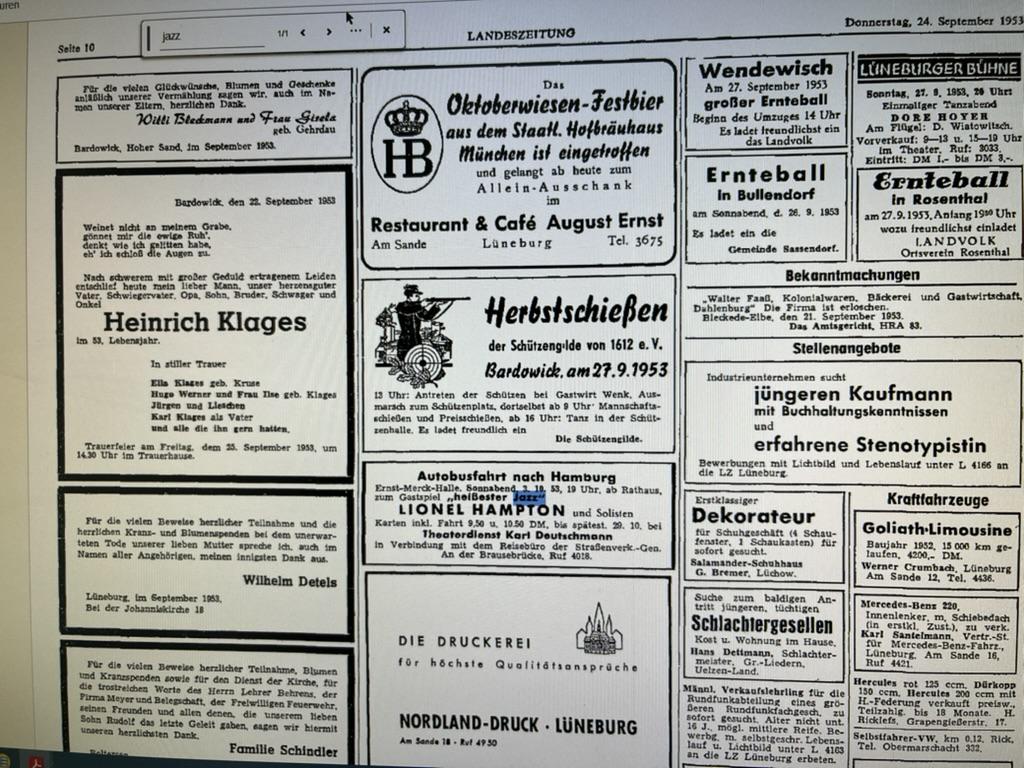 uren
jazz
1/1
Seite 10
LANDESZEITUNG
Donnerstag, 24. September 1953
Für die vielen Glückwünsche, Blumen und Geschenke
anläßlich unserer Vermählung sagen wir, auch im Na-
men unserer Eltern, herzlichen Dank.
Willi Bleckmann und Frau Gisela
geb. Gehrdau
Bardowick, Hoher Sand, im September 1953.
Bardowick, den 22. September 1953
Weinet nicht an meinem Grabe,
gönnet mir die ewige Ruh',
denkt wie ich gelitten habe,
eh' ich schloß die Augen zu.
Nach schwerem mit großer Geduld ertragenem Leiden
entschlief heute mein lieber Mann, unser herzensguter
Vater, Schwiegervater, Opa, Sohn, Bruder, Schwager und
Onkel
Heinrich Klages
im 53. Lebensjahr.
In stiller Trauer
Ella Klages geb. Kruse
Hugo Werner und Frau Ilse geb. Klages
Jürgen und Lieschen
Karl Klages als Vater
und alle die ihn gern hatten.
Trauerfeier am Freitag, dem 25. September 1953, um
14.30 Uhr im Trauerhause.
Für die vielen Beweise herzlicher Teilnahme und die
herrlichen Kranz- und Blumenspenden bei dem unerwar-
teten Tode unserer lieben Mutter spreche ich, auch im
Namen aller Angehörigen, meinen innigsten Dank aus.
Wilhelm Detels
Lüneburg, im September 1953,
Bei der Johanniskirche 18
Für die vielen Beweise herzlicher Teilnahme, Blumen
und Kranzspenden sowie für den Dienst der Kirche, für
die trostreichen Worte des Herrn Lehrer Behrens, der
Firma Meyer und Belegschaft, der Freiwilligen Feuerwehr,
seinen Freunden und allen denen, die unserem lieben
Sohn Rudolf das letzte Geleit gaben, sagen wir hiermit
unseren herzlichsten Dank.
Familie Schindler
Das
Oktoberwiesen-Festbier
aus dem Staatl. Hofbräuhaus
München ist eingetroffen
und gelangt ab heute zum
Allein-Ausschank
im
HB
Restaurant & Café August Ernst
Am Sande Lüneburg Tel. 3675
Herbstschießen
der Schützengilde von 1612 e. V.
Bardowick, am 27.9.1953
13 Uhr: Antreten der Schützen bei Gastwirt Wenk, Aus-
marsch zum Schützenplatz, dortselbst ab 9 Uhr Mannschafts-
schießen und Preisschießen, ab 16 Uhr: Tanz in der Schüt-
zenhalle. Es ladet freundlich ein
Die Schützengilde.
Autobusfahrt nach Hamburg
Ernst-Merck-Halle, Sonnabend, 3. 10. 53, 19 Uhr, ab Rathaus,
zum Gastspiel „heißester Jazz"
LIONEL HAMPTON und Solisten
Karten inkl. Fahrt 9,50 u. 10.50 DM, bis spätest. 29. 10. bei
Theaterdienst Karl Deutschmann
in Verbindung mit dem Reisebüro der Straßenverk.-Gen.
An der Brausebrücke, Ruf 4018.
DIE DRUCKEREI
für höchste Qualitätsansprüche
NORDLAND-DRUCK · LÜNEBURG
Am Sande 18 - Ruf 4950
Wendewisch
Am 27. September 1953
großer Ernteball
Beginn des Umzuges 14 Uhr
Es ladet freundlichst ein
das Landvolk
LÜNEBURGER BÜHNE
Sonntag, 27. 9. 1953, 20 Uhr:
Einmaliger Tanzabend
DORE HOYER
Am Flügel: D. Wiatowitsch.
Vorverkauf: 9—13 u. 15—19 Uhr
im Theater. Ruf: 3033.
Eintritt: DM 1,- bis DM 3,-.
Ernteball
in Bullendorf
am Sonnabend, d. 26. 9. 1953
Es ladet ein die
Gemeinde Sassendorf.
Ernteball
in Rosenthal
am 27.9.1953, Anfang 19⁰⁰ Uhr
wozu freundlichst einladet
LANDVOLK
Ortsverein Rosenthal
Bekanntmachungen
„Walter Faaß, Kolonialwaren, Bäckerei und Gastwirtschaft,
Dahlenburg" Die Firma ist erloschen.
Bleckede-Elbe, den 21. September 1953.
Das Amtsgericht, HRA 83.
Stellenangebote
Industrieunternehmen sucht
jüngeren Kaufmann
mit Buchhaltungskenntnissen
und
erfahrene Stenotypistin
Bewerbungen mit Lichtbild und Lebenslauf unter L 4166 an
die LZ Lüneburg.
Erstklassiger
Dekorateur
für Schuhgeschäft (4 Schau-
fenster, 1 Schaukasten) für
sofort gesucht.
Salamander-Schuhhaus
G. Bremer, Lüchow.
Suche zum baldigen An-
tritt jüngeren, tüchtigen
Schlachtergesellen
Kost u. Wohnung im Hause.
Hans Dettmann, Schlachter-
meister, Gr.-Liedern,
Uelzen-Land.
Männl. Verkaufslehrling für die
Rundfunkabteilung eines grö-
ßeren Rundfunkfachgesch. zu
sofort gesucht. Alter nicht unt.
16 J., mögl. mittlere Reife. Be-
werbg. m. selbstgeschr. Lebens-
lauf u. Lichtbild unter L 4163
an die LZ Lüneburg erbeten.
Kraftfahrzeuge
Goliath-Limousine
Baujahr 1952, 15 000 km ge-
laufen, 4200,- DM.
Werner Crumbach, Lüneburg
Am Sande 12, Tel. 4436.
Mercedes-Benz 220,
Innenlenker, m. Schiebedach
(in erstkl. Zust.), zu verk.
Karl Santelmann, Vertr.-St.
für Mercedes-Benz-Fahrz.,
Lüneburg, Am Sande 16,
Ruf 4421.
Hercules rot 125 ccm, Dürkopp
150 ccm, Hercules 200 ccm mit
H.-Federung verkauft preisw.,
Teilzahlg. bis 18 Monate. H.
Ricklefs, Grapengießerstr. 17.
Selbstfahrer-VW. km 0,12, Rick,
Tel. Obermarschacht 332.